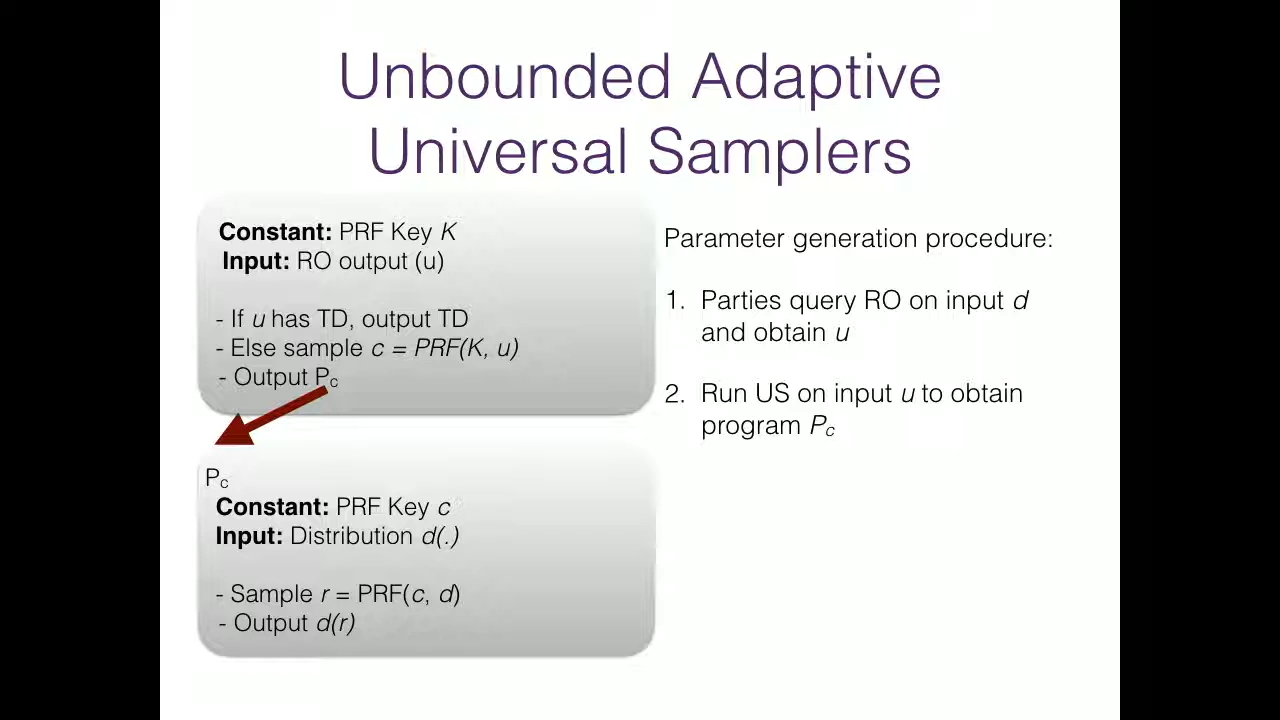 Unbounded Adaptive
Universal Samplers
Constant: PRF Key K
Input: RO output (u)
- If u has TD, output TD
- Else sample c = PRF(K, u)
- Output Pc
Pc
Constant: PRF Key c
Input: Distribution d(.)
- Sample r = PRF(c, d)
- Output d(r)
Parameter generation procedure:
1. Parties query RO on input d
and obtain u
2. Run US on input u to obtain
program Pc